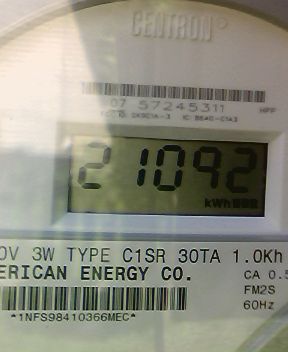 CENTRON
07 57245311
HPP
21092
kWh
0V 3W TYPE C1SR 30TA 1.0Kh
ERICAN ENERGY CO.
CA 0.5
FM2S
60Hz
*1NFS98410366MEC*